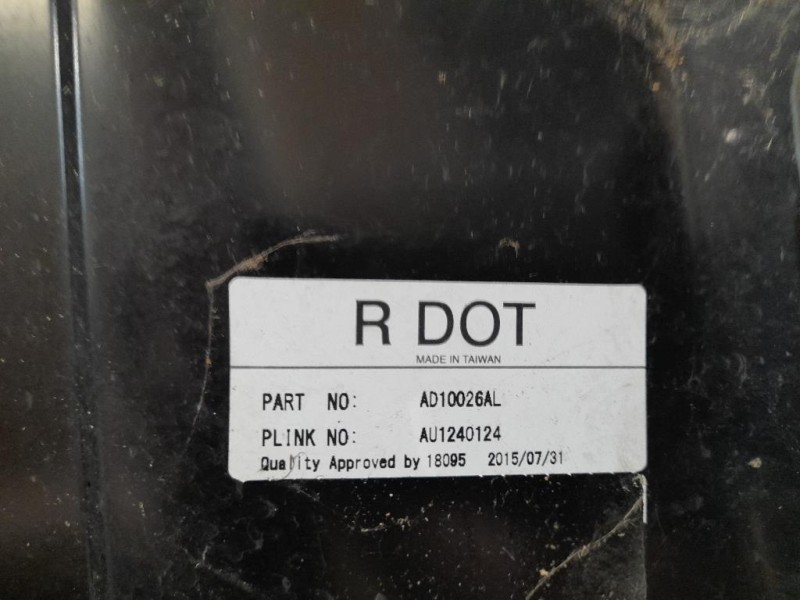 R DOT
MADE IN TAIWAN
PART NO: AD10026AL
PLINK NO: AU1240124
Quality Approved by 18095 2015/07/31